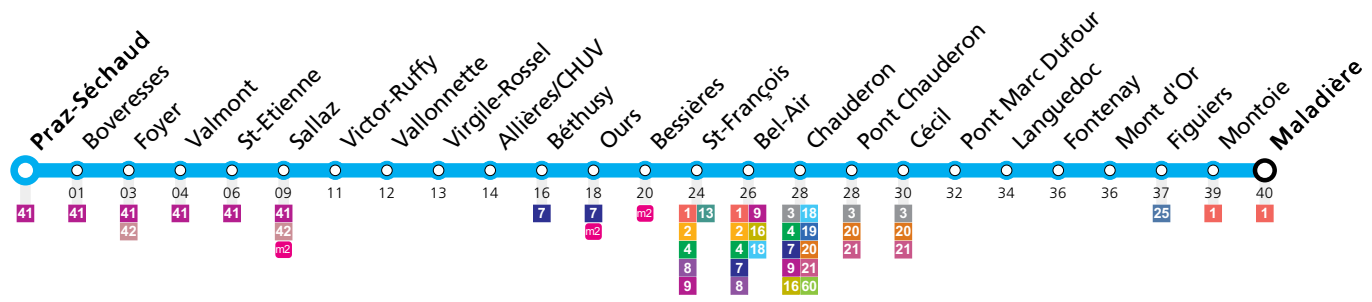 Praz-Séchaud Boveresses Foyer Valmont St-Etienne Sallaz Victor-Ruffy Vallonnette Virgile-Rossel Allières/CHUV Béthusy Ours Bessières St-François Bel-Air Chauderon Pont Chauderon Cécil Pont Marc Dufour Languedoc Fontenay Mont d'Or Figuiers Montoie Maladière
01 03 04 06 09 11 12 13 14 16 18 20 24 26 28 28 30 32 34 36 36 37 39 40
41 41 41 41 41 41 7 7 m2 1 13 1 9 3 18 3 3 25 1 1
42 42 m2 2 2 16 4 19 20 20
m2 4 4 18 7 20 21 21
8 7 9 21
9 8 16 60